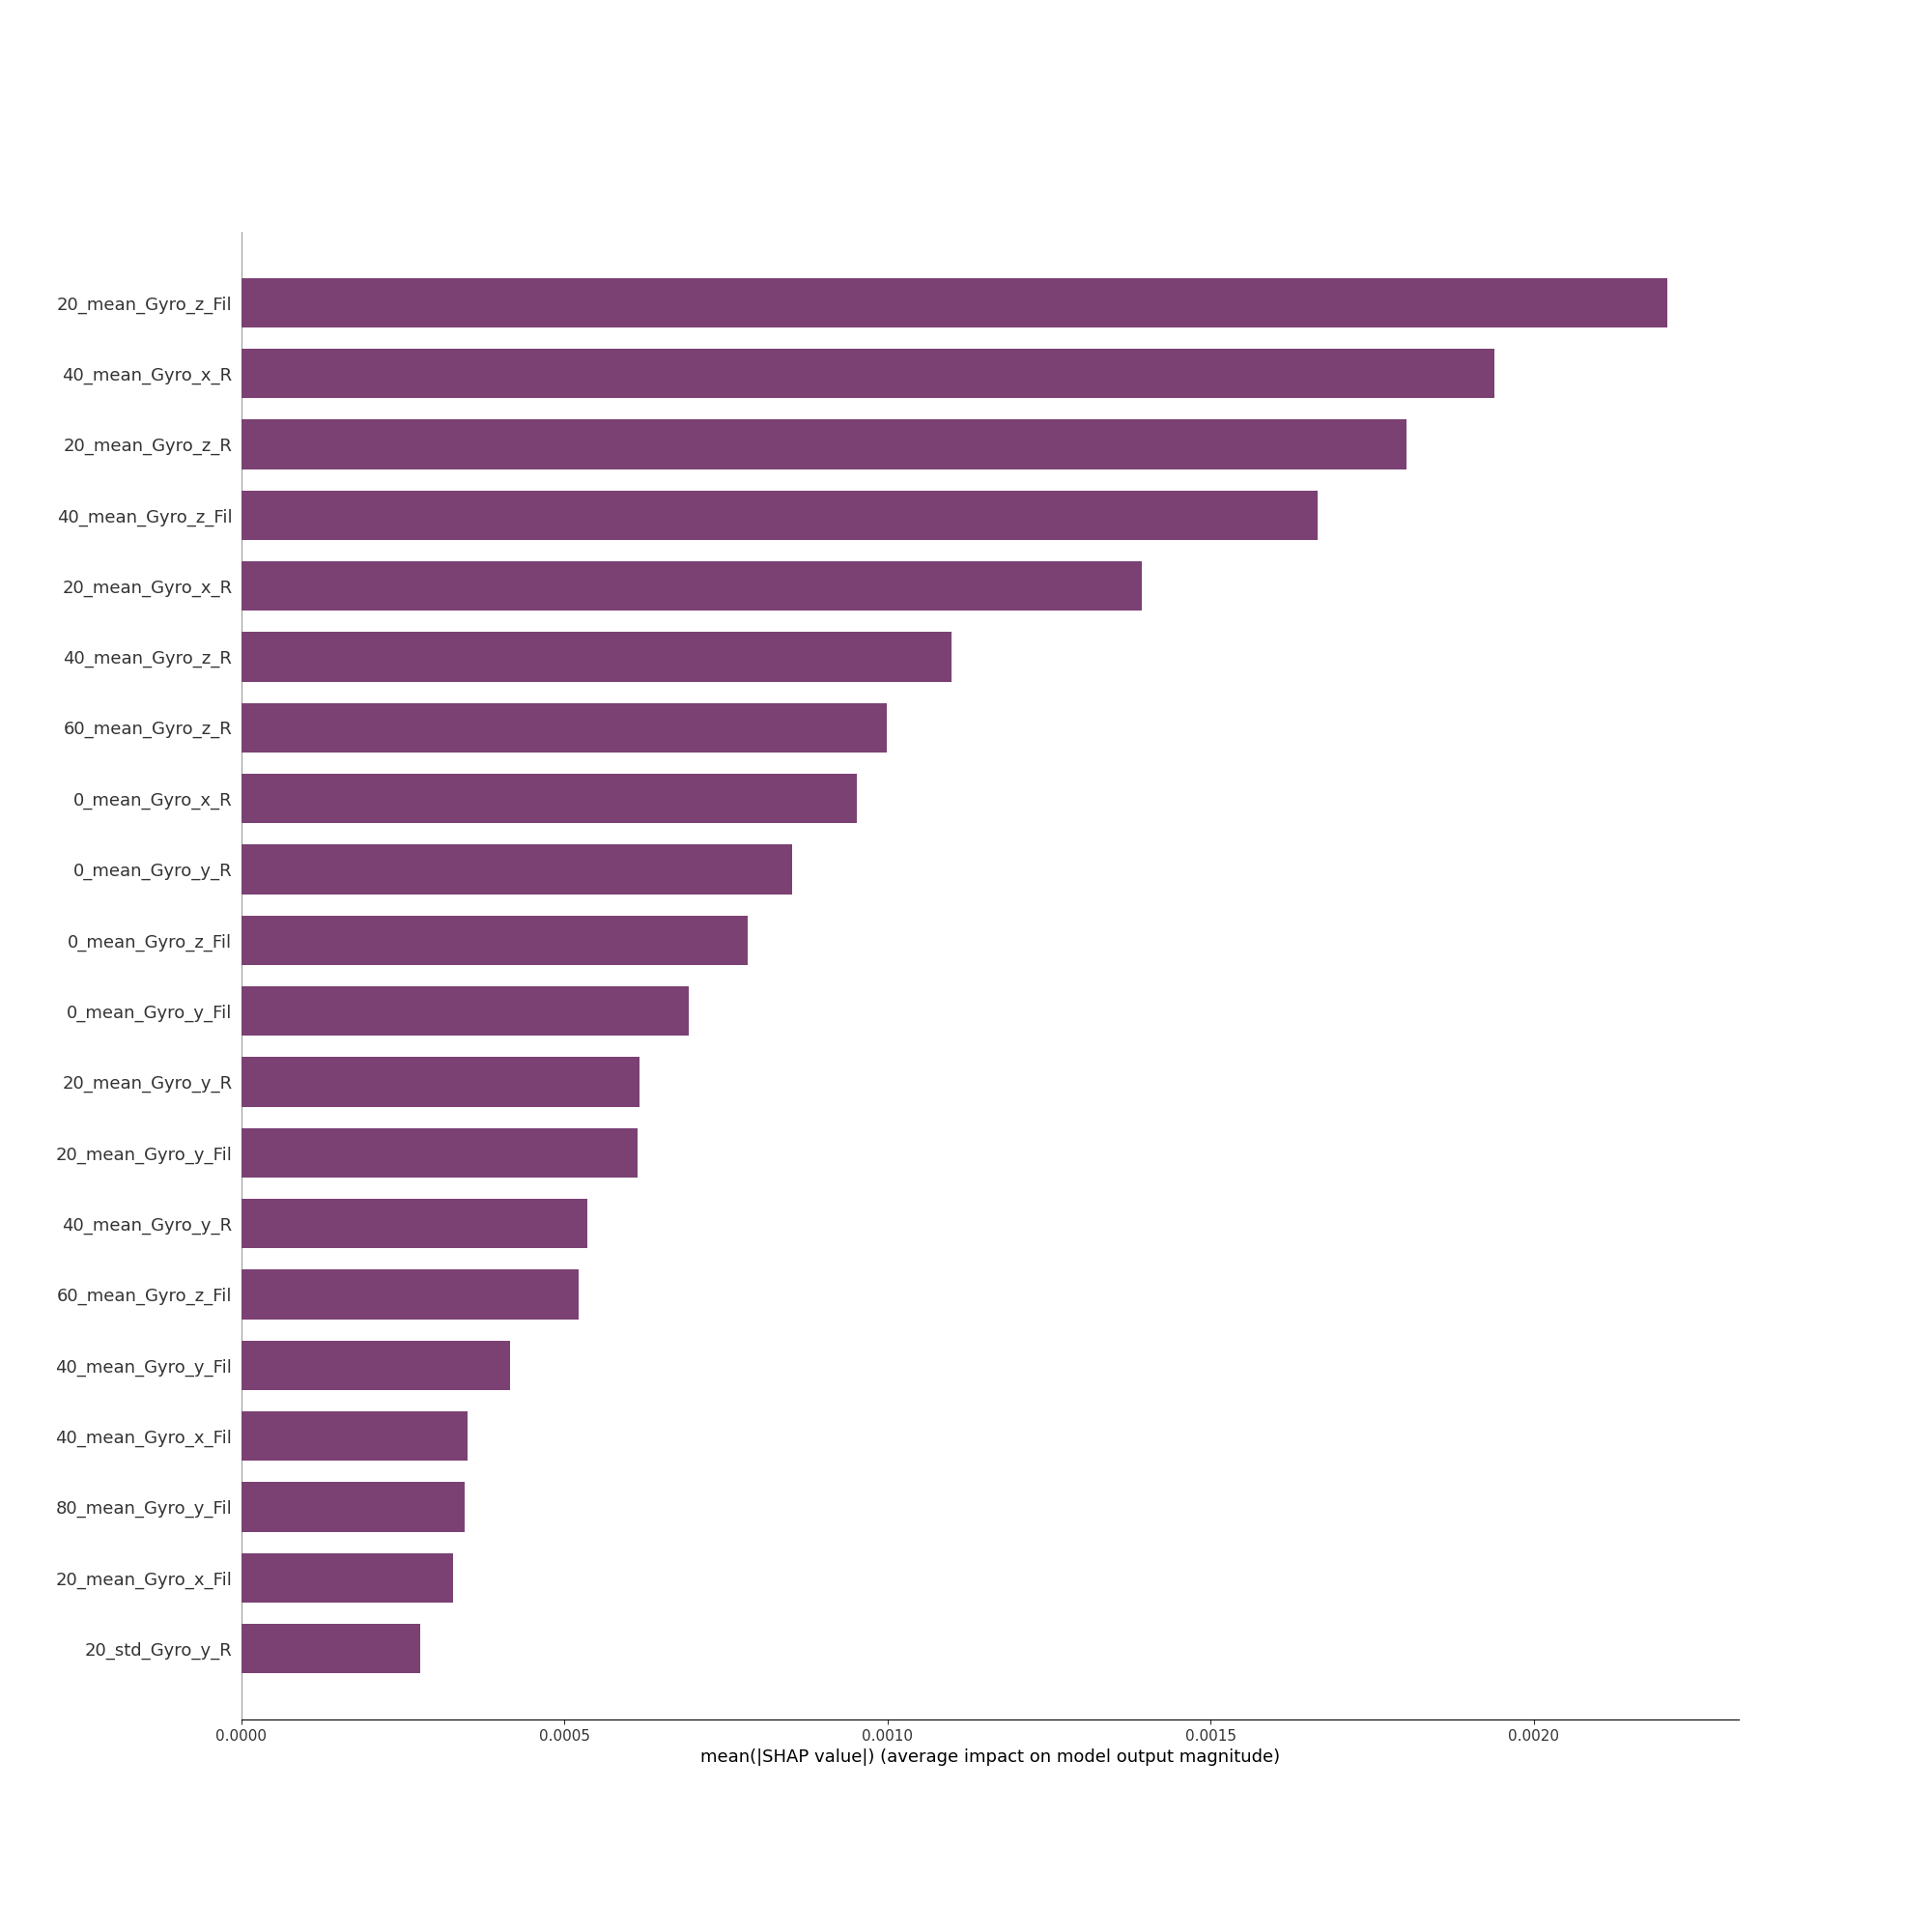 20_mean_Gyro_z_Fil
40_mean_Gyro_x_R
20_mean_Gyro_z_R
40_mean_Gyro_z_Fil
20_mean_Gyro_x_R
40_mean_Gyro_z_R
60_mean_Gyro_z_R
0_mean_Gyro_x_R
0_mean_Gyro_y_R
0_mean_Gyro_z_Fil
0_mean_Gyro_y_Fil
20_mean_Gyro_y_R
20_mean_Gyro_y_Fil
40_mean_Gyro_y_R
60_mean_Gyro_z_Fil
40_mean_Gyro_y_Fil
40_mean_Gyro_x_Fil
80_mean_Gyro_y_Fil
20_mean_Gyro_x_Fil
20_std_Gyro_y_R
0.0000 0.0005 0.0010 0.0015 0.0020
mean(|SHAP value|) (average impact on model output magnitude)